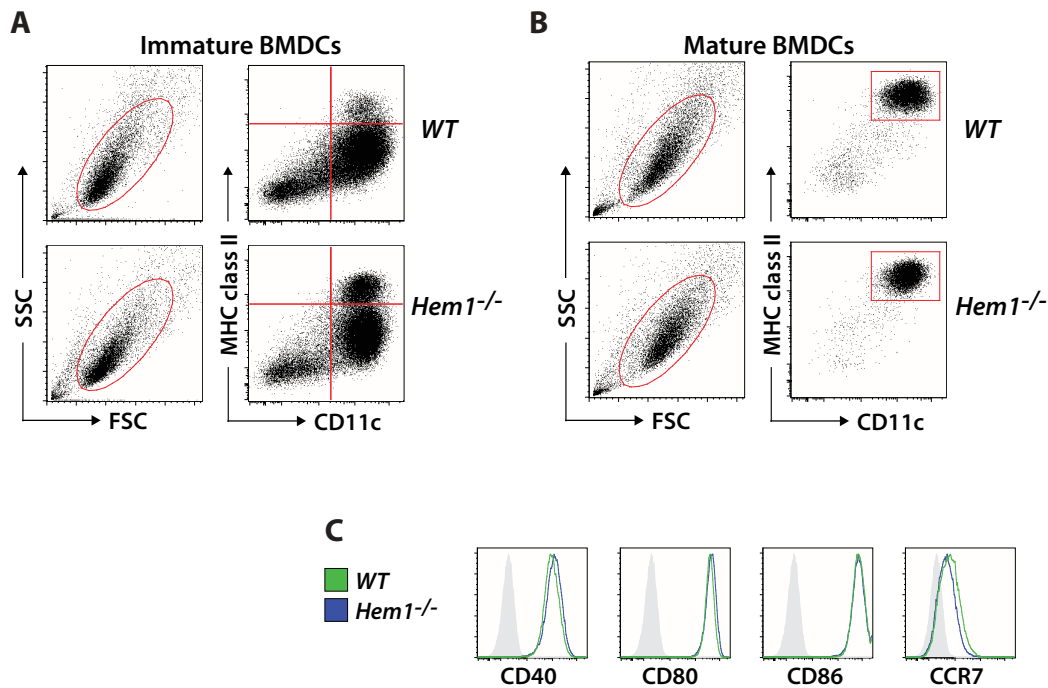 A
Immature BMDCs
B
Mature BMDCs
WT
WT
SSC
MHC class II
Hem1-/-
SSC
MHC class II
Hem1-/-
FSC
CD11c
FSC
CD11c
C
WT
Hem1-/-
CD40
CD80
CD86
CCR7